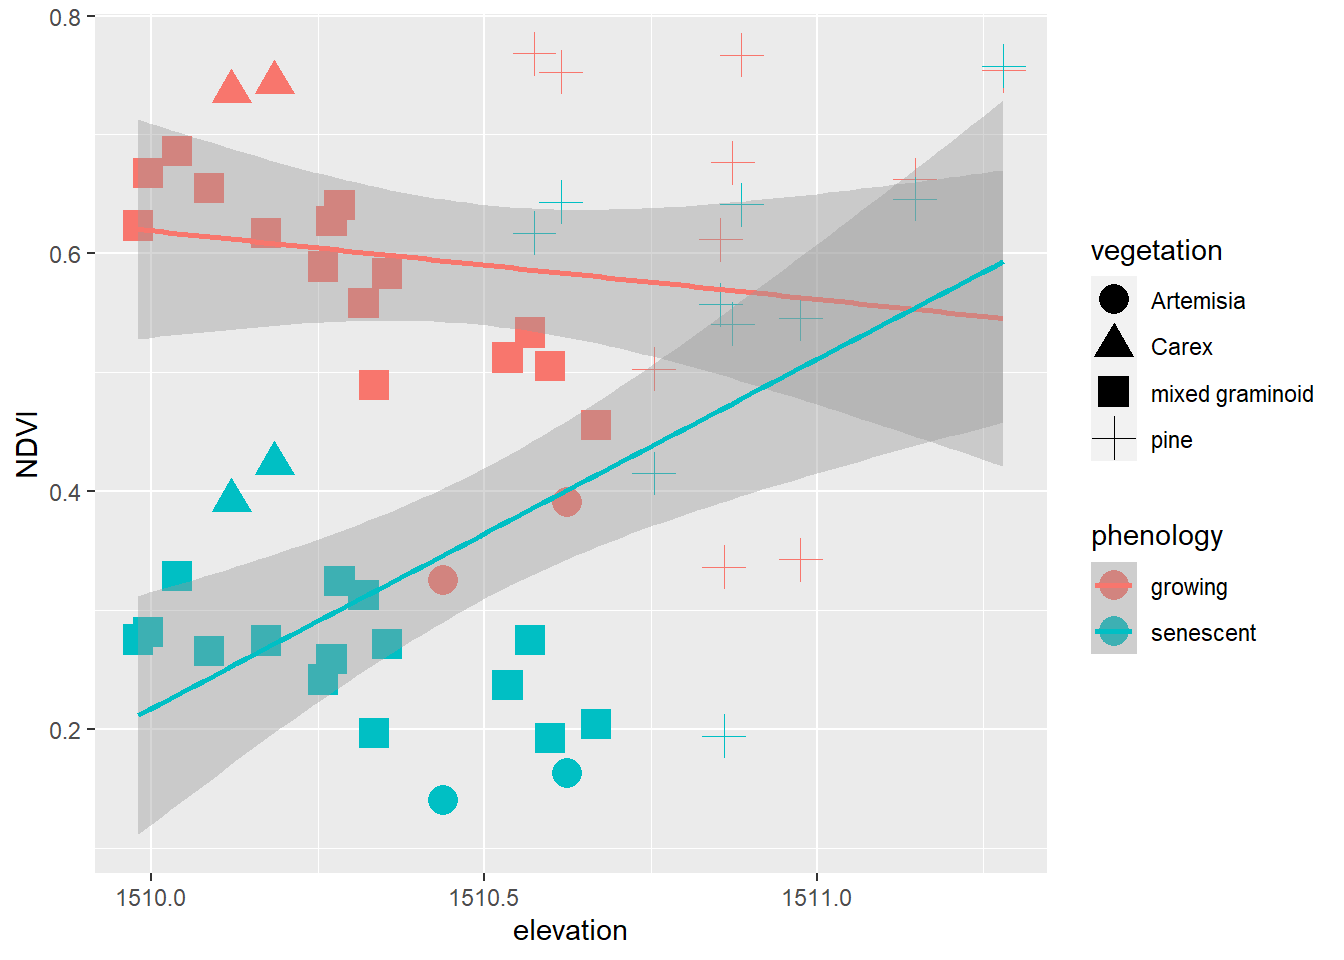 0.8
0.6
0.4
0.2
NDVI
1510.0
1510.5
1511.0
elevation
vegetation
Artemisia
Carex
mixed graminoid
pine
phenology
growing
senescent